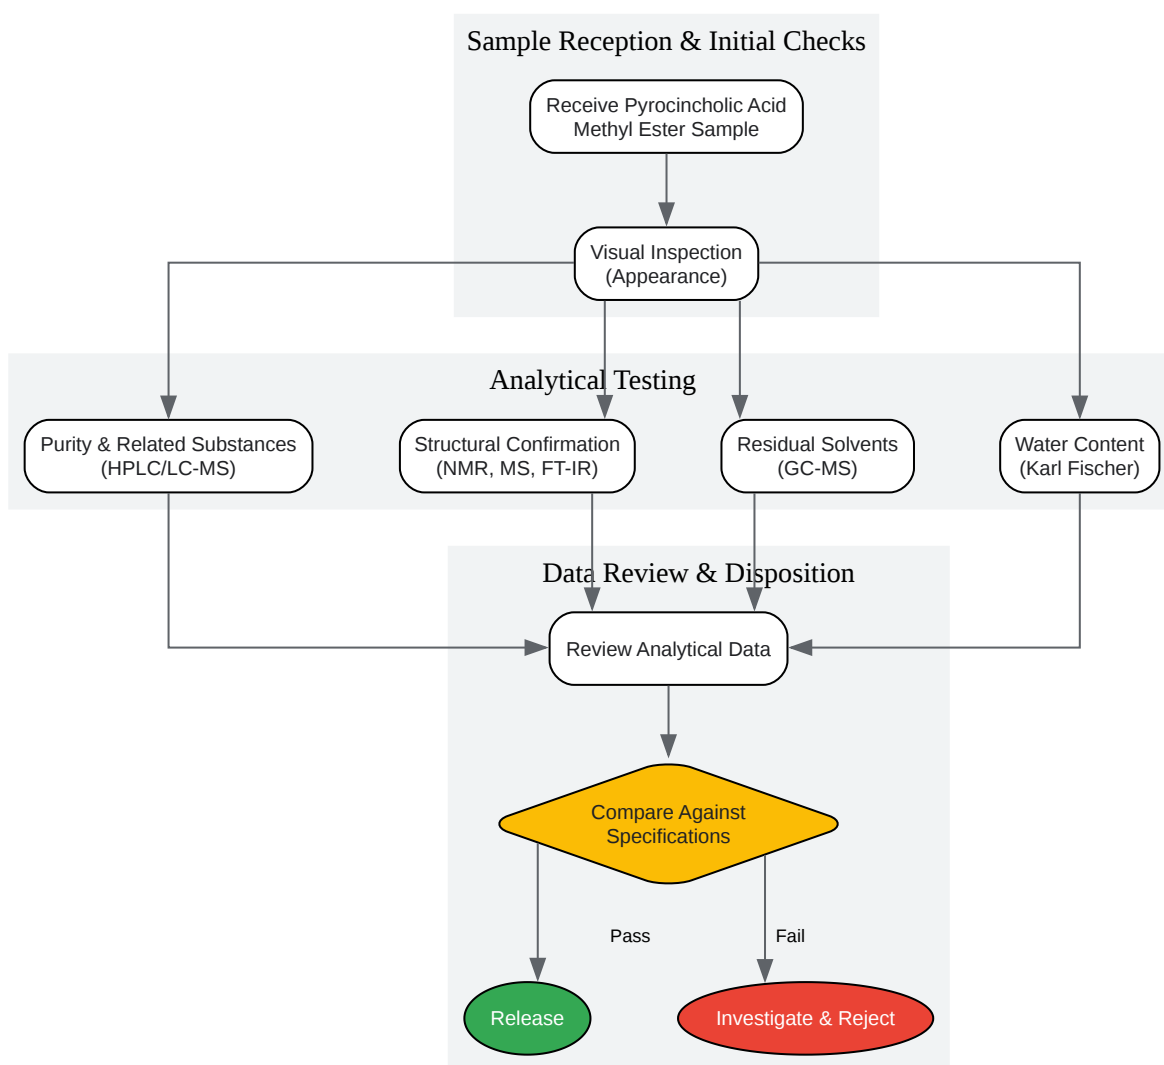 Sample Reception & Initial Checks
Receive Pyrocincholic Acid
Methyl Ester Sample
Visual Inspection
(Appearance)
Analytical Testing
Purity & Related Substances
(HPLC/LC-MS)
Structural Confirmation
(NMR, MS, FT-IR)
Residual Solvents
(GC-MS)
Water Content
(Karl Fischer)
Data Review & Disposition
Review Analytical Data
Compare Against
Specifications
Pass
Fail
Release
Investigate & Reject